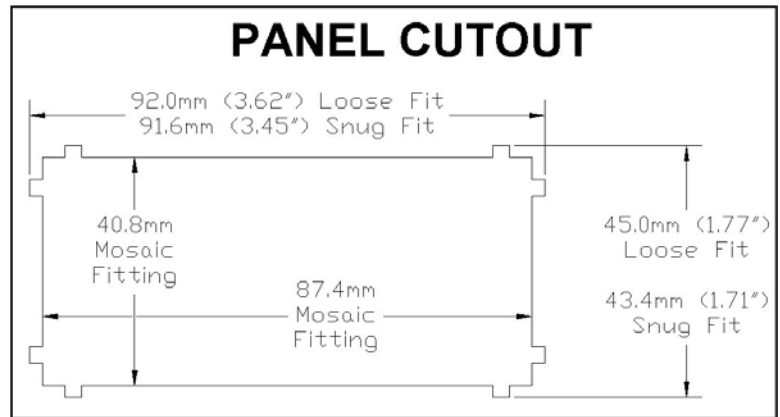 PANEL CUTOUT
92.0mm (3.62") Loose Fit
91.6mm (3.45") Snug Fit
40.8mm
Mosaic
Fitting
87.4mm
Mosaic
Fitting
45.0mm (1.77")
Loose Fit
43.4mm (1.71")
Snug Fit